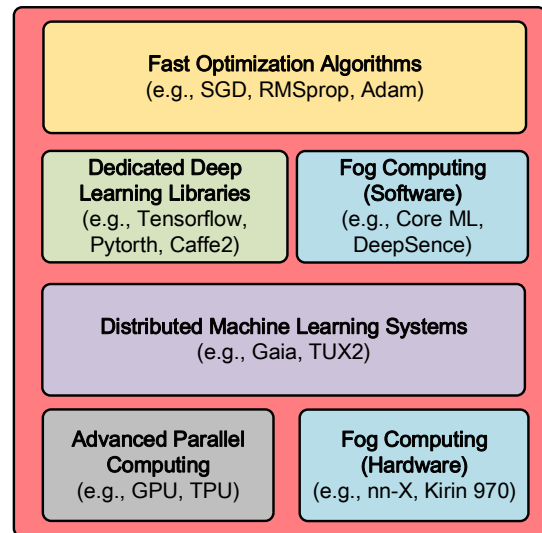 Fast Optimization Algorithms
(e.g., SGD, RMSprop, Adam)
Dedicated Deep
Learning Libraries
(e.g., Tensorflow,
Pytorth, Caffe2)
Fog Computing
(Software)
(e.g., Core ML,
DeepSence)
Distributed Machine Learning Systems
(e.g., Gaia, TUX2)
Advanced Parallel
Computing
(e.g., GPU, TPU)
Fog Computing
(Hardware)
(e.g., nn-X, Kirin 970)